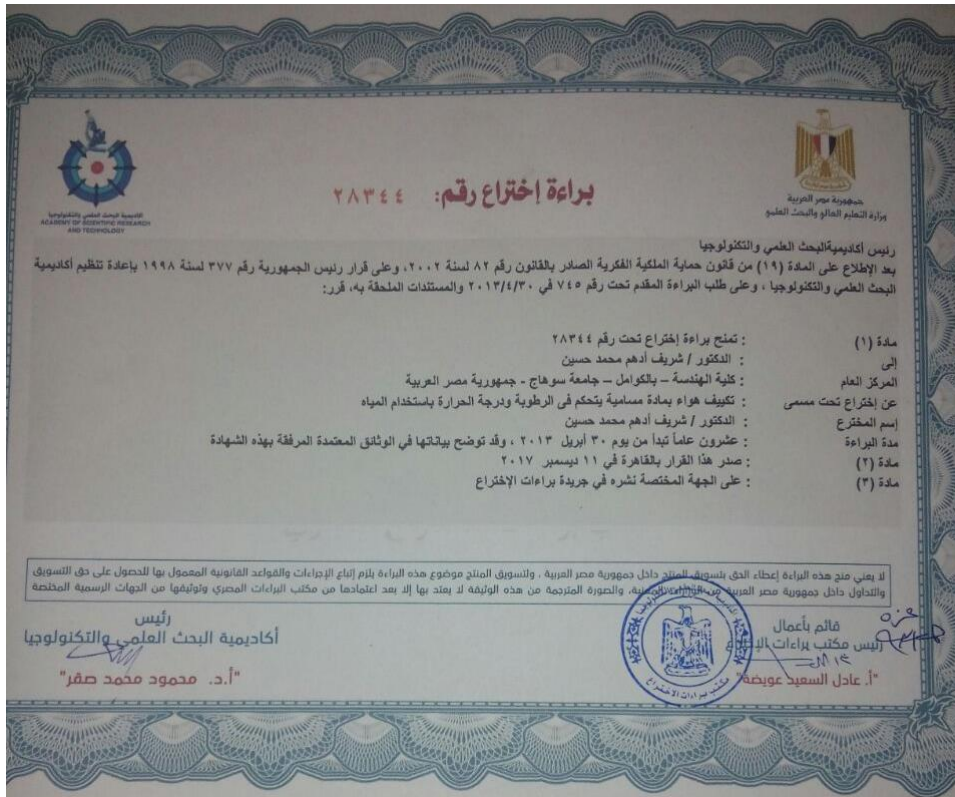 أكاديمية البحث العلمي والتكنولوجيا
ACADEMY OF SCIENTIFIC RESEARCH
AND TECHNOLOGY
جمهورية مصر العربية
وزارة التعليم العالي والبحث العلمي
براءة إختراع رقم: ٢٨٣٤٤
رئيس أكاديميةالبحث العلمي والتكنولوجيا
بعد الإطلاع على المادة (١٩) من قانون حماية الملكية الفكرية الصادر بالقانون رقم ٨٢ لسنة ٢٠٠٢، وعلى قرار رئيس الجمهورية رقم ٣٧٧ لسنة ١٩٩٨ بإعادة تنظيم أكاديمية
البحث العلمي والتكنولوجيا ، وعلى طلب البراءة المقدم تحت رقم ٧٤٥ في ٢٠١٣/٤/٣٠ والمستندات الملحقة به، قرر:
مادة (١) : تمنح براءة إختراع تحت رقم ٢٨٣٤٤
إلى : الدكتور / شريف أدهم محمد حسين
المركز العام : كلية الهندسة – بالكوامل – جامعة سوهاج - جمهورية مصر العربية
عن إختراع تحت مسمى : تكييف هواء بمادة مسامية يتحكم فى الرطوبة ودرجة الحرارة باستخدام المياه
إسم المخترع : الدكتور / شريف أدهم محمد حسين
مدة البراءة : عشرون عاماً تبدأ من يوم ٣٠ أبريل ٢٠١٣ ، وقد توضح بياناتها في الوثائق المعتمدة المرفقة بهذه الشهادة
مادة (٢) : صدر هذا القرار بالقاهرة في ١١ ديسمبر ٢٠١٧
مادة (٣) : على الجهة المختصة نشره في جريدة براءات الإختراع
لا يعني منح هذه البراءة إعطاء الحق بتسويق المنتج داخل جمهورية مصر العربية ، ولتسويق المنتج موضوع هذه البراءة يلزم إتباع الإجراءات والقواعد القانونية المعمول بها للحصول على حق التسويق
والتداول داخل جمهورية مصر العربية من الوزارات المعنية، والصورة المترجمة من هذه الوثيقة لا يعتد بها إلا بعد اعتمادها من مكتب البراءات المصري وتوثيقها من الجهات الرسمية المختصة
قائم بأعمال
رئيس مكتب براءات الإختراع
"أ. عادل السعيد عويضة"
رئيس
أكاديمية البحث العلمي والتكنولوجيا
"أ.د. محمود محمد صقر"
مكتب براءات الاختراع